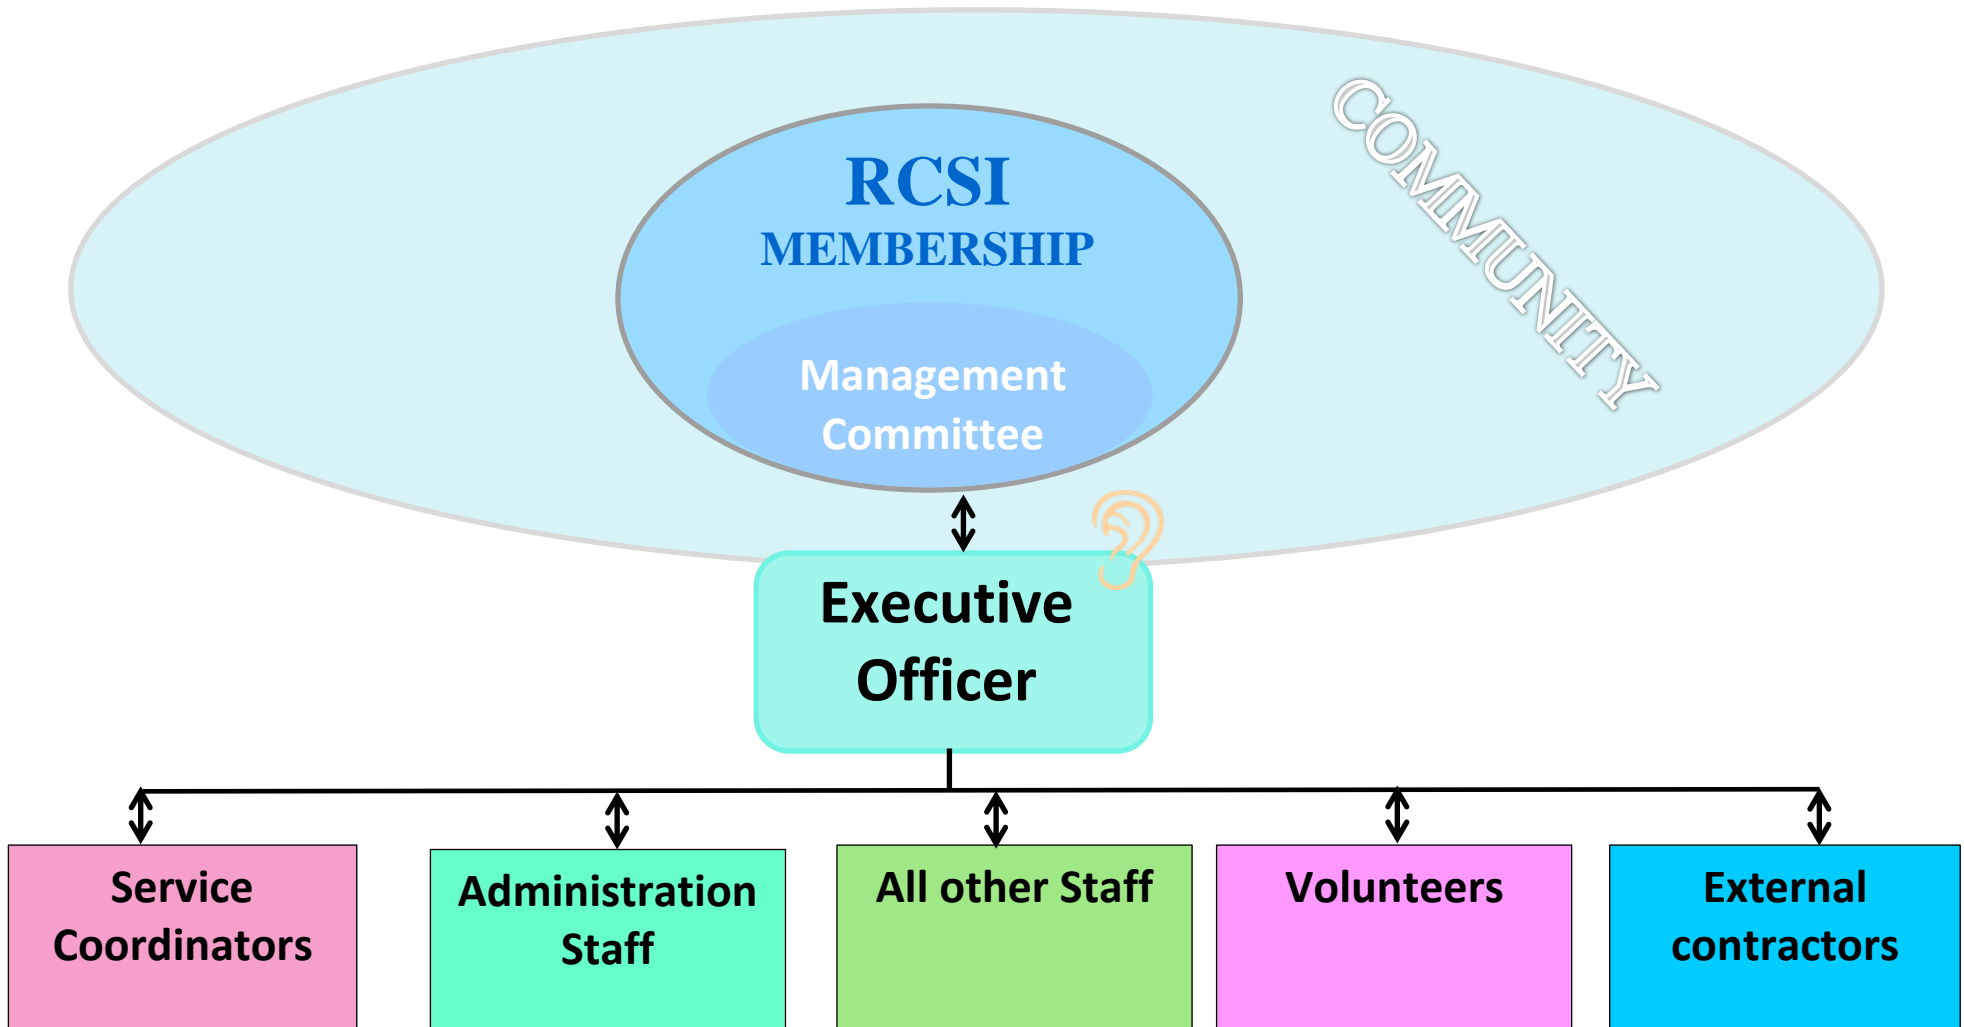 COMMUNITY
RCSI
MEMBERSHIP
Management
Committee
Executive
Officer
Service
Coordinators
Administration
Staff
All other Staff
Volunteers
External
contractors